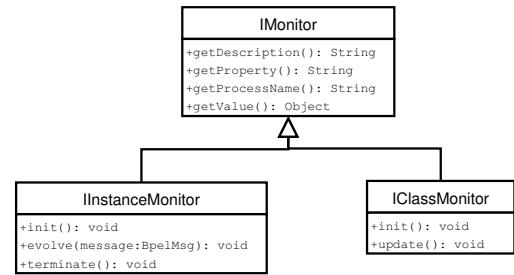 IMonitor
+getDescription(): String
+getProperty(): String
+getProcessName(): String
+getValue(): Object
IInstanceMonitor
+init(): void
+evolve(message:BpelMsg): void
+terminate(): void
IClassMonitor
+init(): void
+update(): void